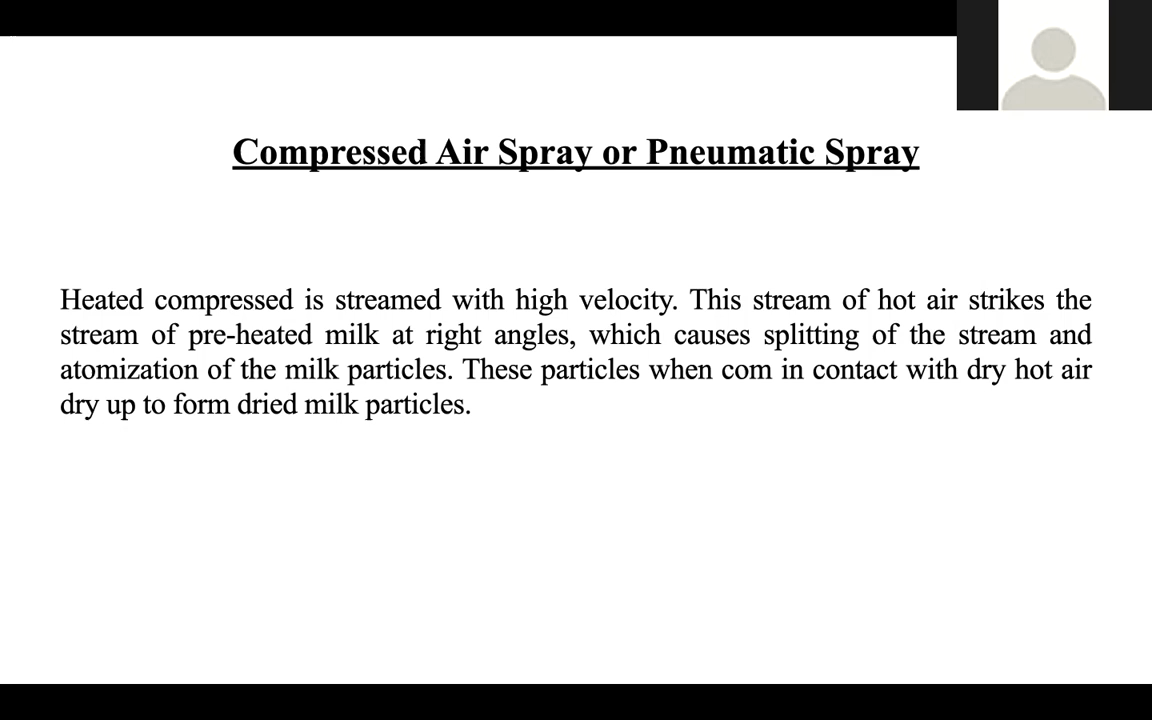 Compressed Air Spray or Pneumatic Spray
Heated compressed is streamed with high velocity. This stream of hot air strikes the
stream of pre-heated milk at right angles, which causes splitting of the stream and
atomization of the milk particles. These particles when com in contact with dry hot air
dry up to form dried milk particles.